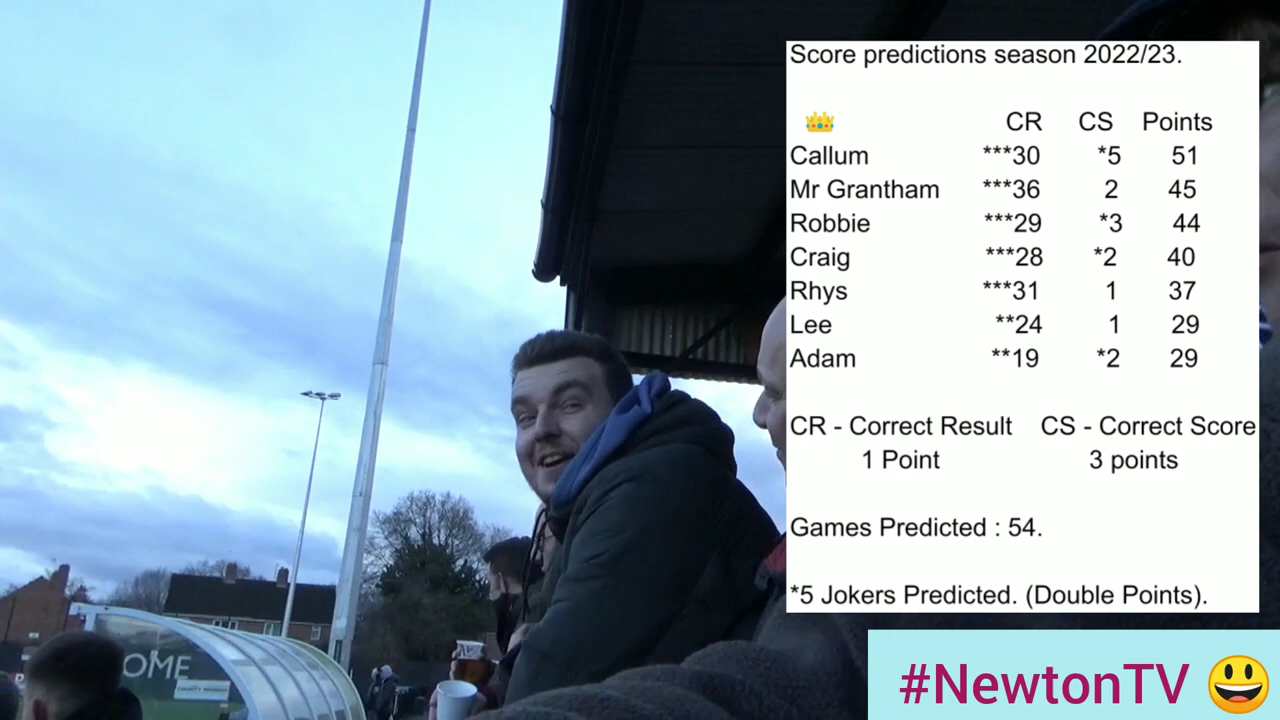 Score predictions season 2022/23.
👑 CR CS Points
Callum ***30 *5 51
Mr Grantham ***36 2 45
Robbie ***29 *3 44
Craig ***28 *2 40
Rhys ***31 1 37
Lee **24 1 29
Adam **19 *2 29
CR - Correct Result CS - Correct Score
1 Point 3 points
Games Predicted : 54.
*5 Jokers Predicted. (Double Points).
OME
#NewtonTV 😃